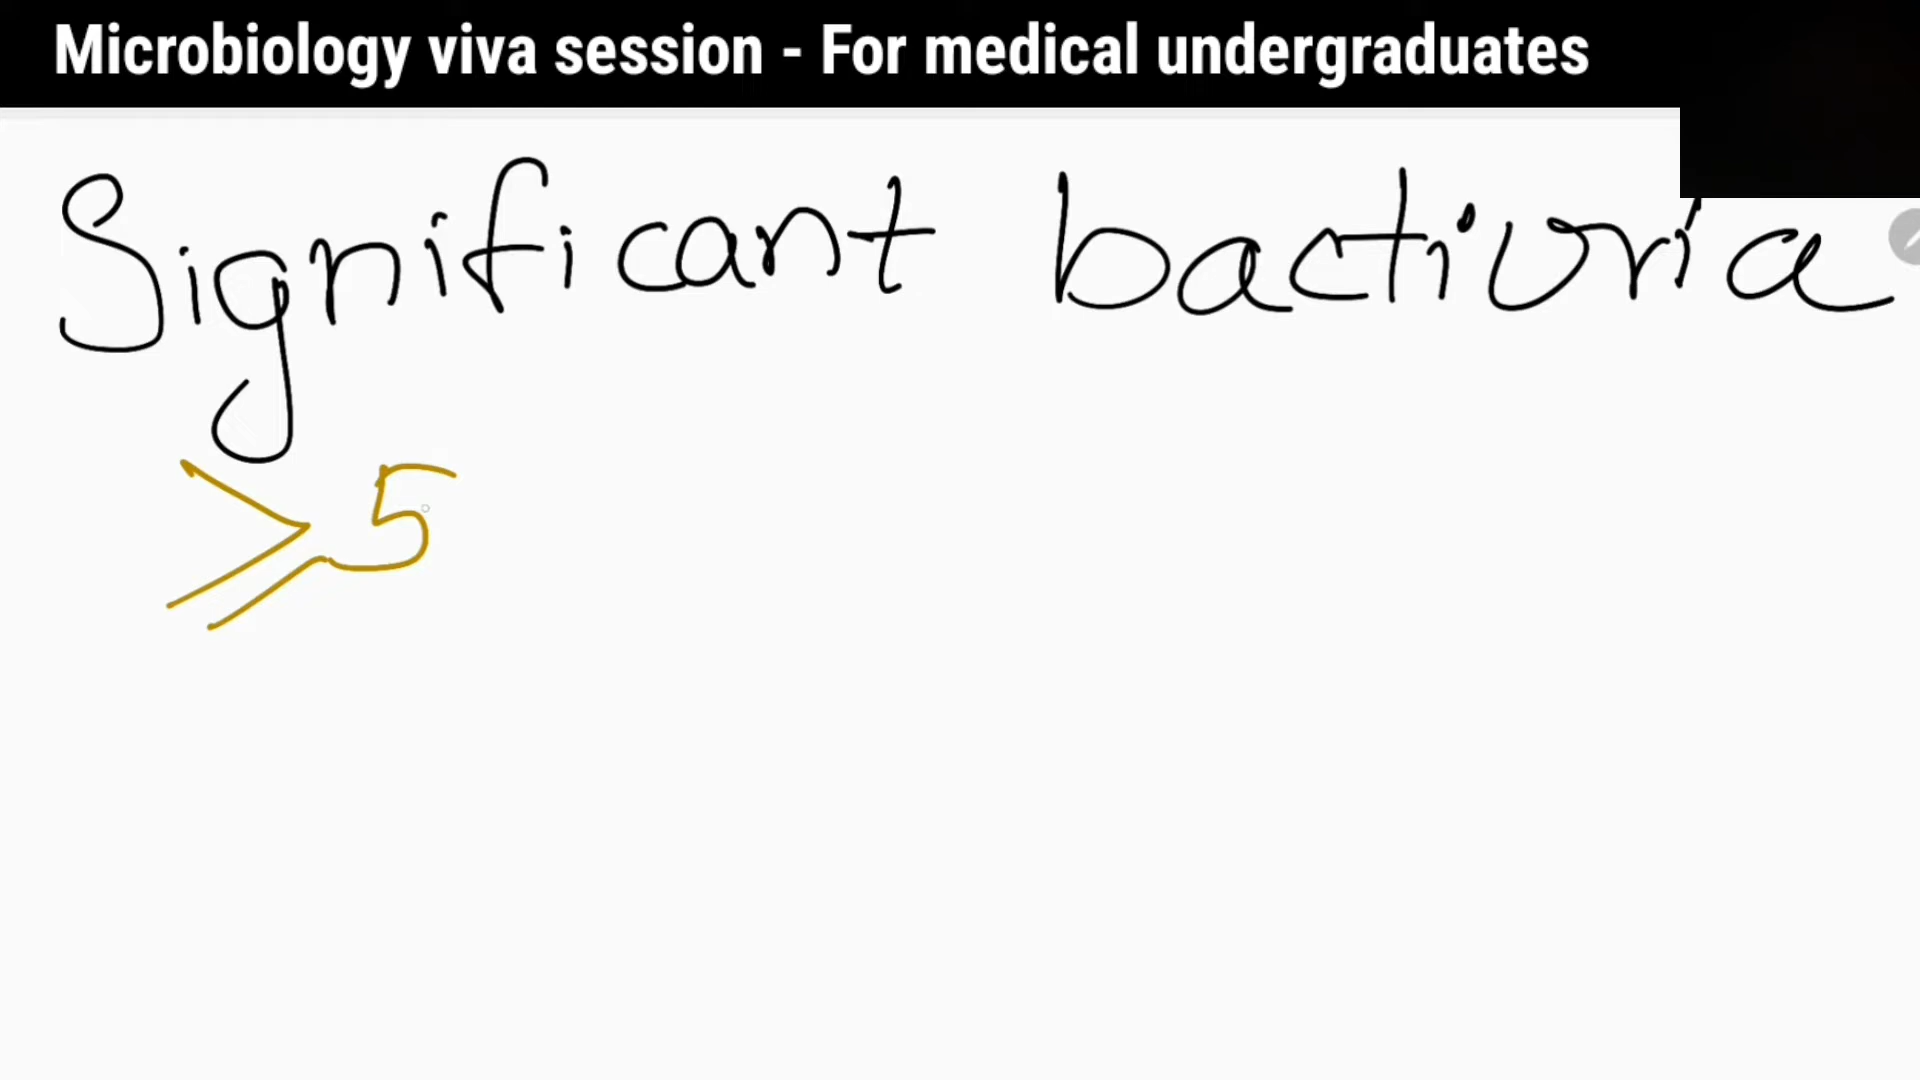 Microbiology viva session - For medical undergraduates
Significant bactiuria
≥ 5